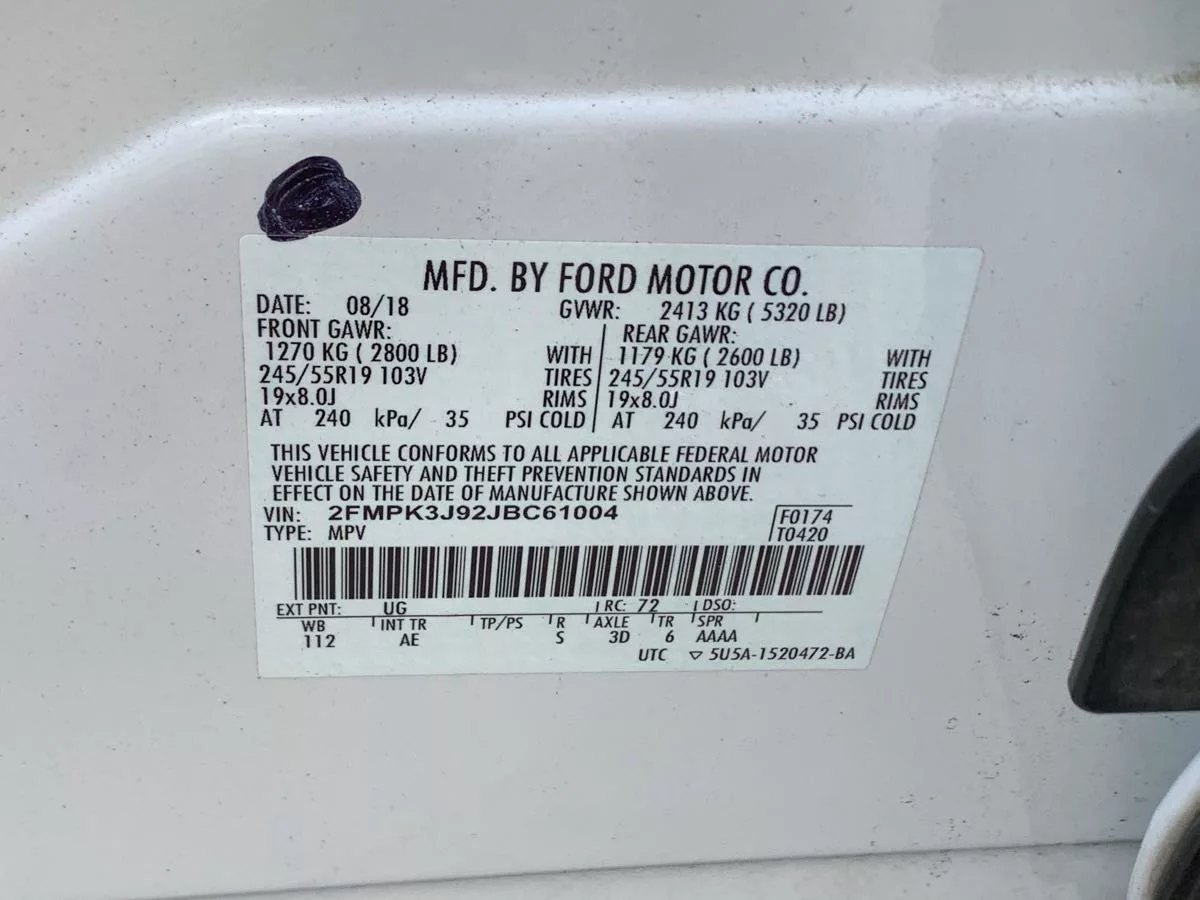 MFD. BY FORD MOTOR CO.
DATE: 08/18 GVWR: 2413 KG ( 5320 LB)
FRONT GAWR: REAR GAWR:
1270 KG ( 2800 LB) WITH 1179 KG ( 2600 LB) WITH
245/55R19 103V TIRES 245/55R19 103V TIRES
19x8.0J RIMS 19x8.0J RIMS
AT 240 kPa/ 35 PSI COLD AT 240 kPa/ 35 PSI COLD
THIS VEHICLE CONFORMS TO ALL APPLICABLE FEDERAL MOTOR
VEHICLE SAFETY AND THEFT PREVENTION STANDARDS IN
EFFECT ON THE DATE OF MANUFACTURE SHOWN ABOVE.
VIN: 2FMPK3J92JBC61004 F0174
TYPE: MPV T0420
EXT PNT: UG RC: 72 DSO:
WB INT TR TP/PS R AXLE TR SPR
112 AE S 3D 6 AAAA
UTC ▽ 5U5A-1520472-BA